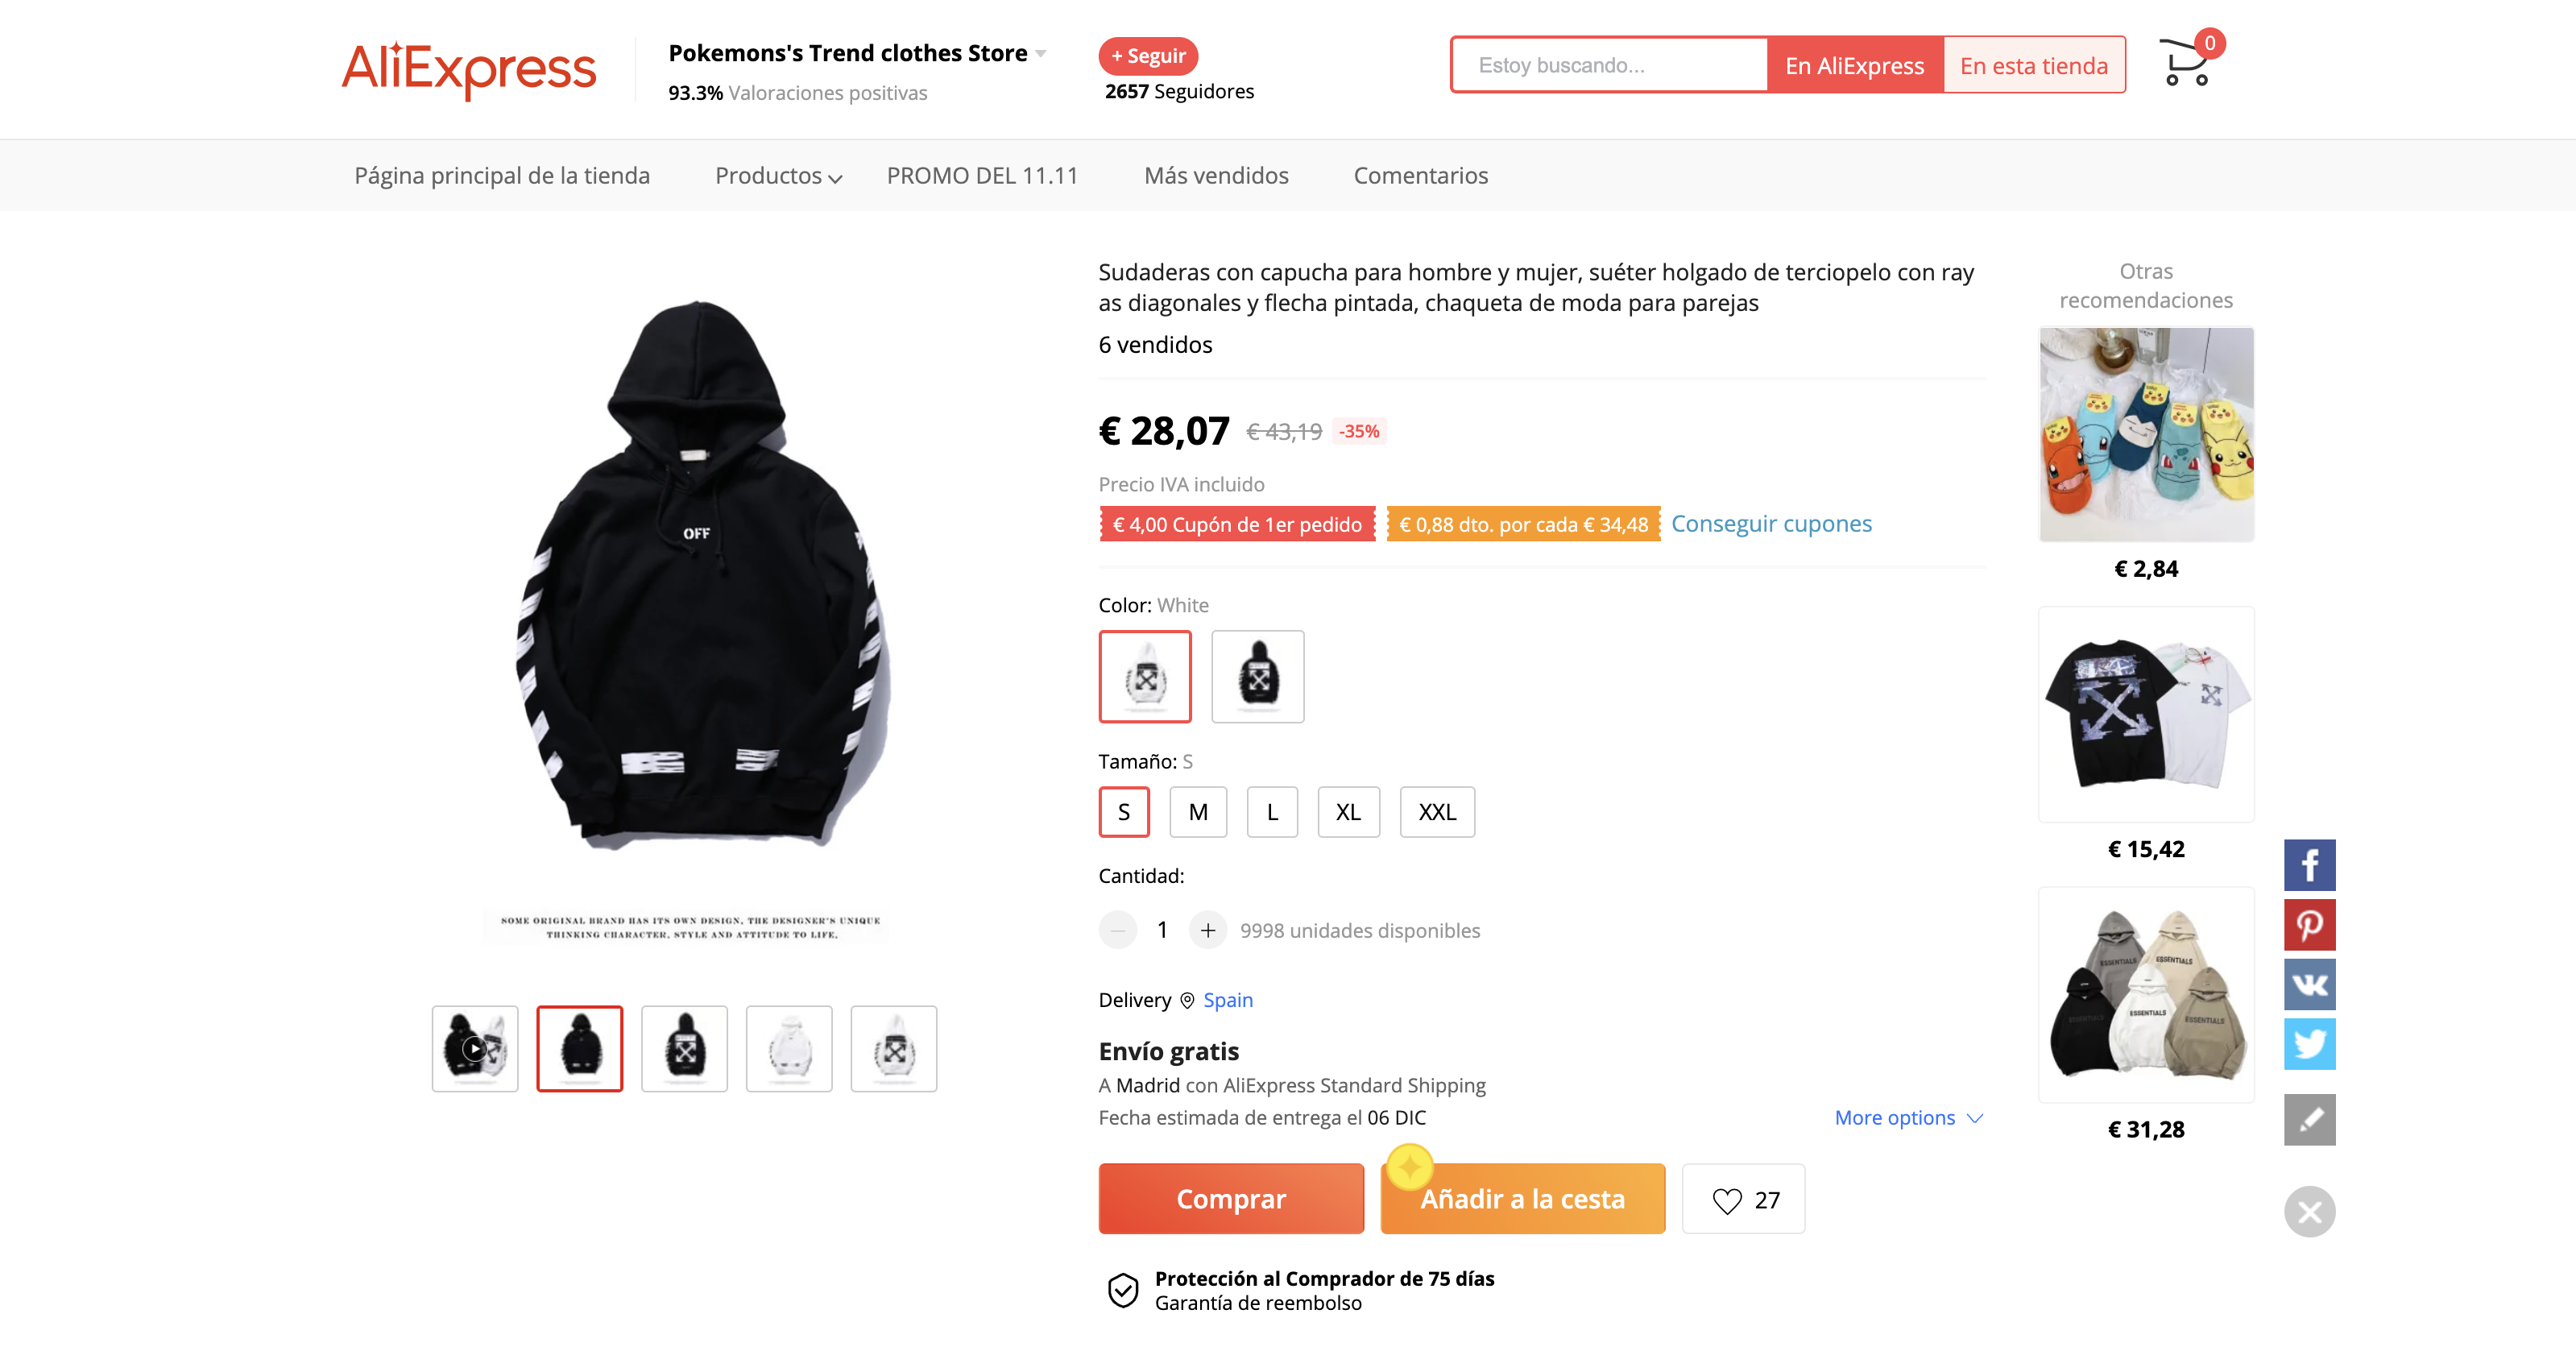 AliExpress
Pokemons's Trend clothes Store
93.3% Valoraciones positivas
+ Seguir
2657 Seguidores
Estoy buscando...
En AliExpress
En esta tienda
0
Página principal de la tienda
Productos
PROMO DEL 11.11
Más vendidos
Comentarios
OFF
SOME ORIGINAL BRAND HAS ITS OWN DESIGN, THE DESIGNER'S UNIQUE
THINKING CHARACTER, STYLE AND ATTITUDE TO LIFE,
Sudaderas con capucha para hombre y mujer, suéter holgado de terciopelo con ray
as diagonales y flecha pintada, chaqueta de moda para parejas
6 vendidos
€ 28,07 € 43,19 -35%
Precio IVA incluido
€ 4,00 Cupón de 1er pedido
€ 0,88 dto. por cada € 34,48
Conseguir cupones
Color: White
Tamaño: S
S M L XL XXL
Cantidad:
1 + 9998 unidades disponibles
Delivery Spain
Envío gratis
A Madrid con AliExpress Standard Shipping
Fecha estimada de entrega el 06 DIC
More options
Comprar
Añadir a la cesta
27
Protección al Comprador de 75 días
Garantía de reembolso
Otras
recomendaciones
€ 2,84
€ 15,42
ESSENTIALS
ESSENTIALS
ESSENTIALS
ESSENTIALS
€ 31,28